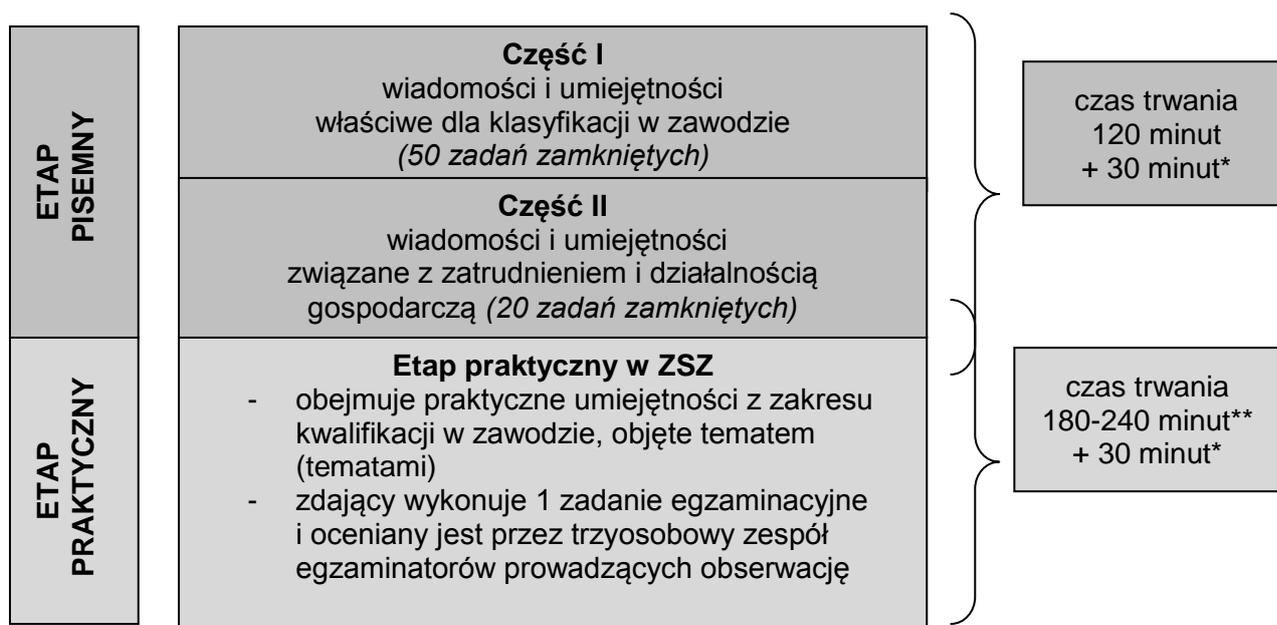 ETAP
PISEMNY
Część I
wiadomości i umiejętności
właściwe dla klasyfikacji w zawodzie
(50 zadań zamkniętych)
Część II
wiadomości i umiejętności
związane z zatrudnieniem i działalnością
gospodarczą (20 zadań zamkniętych)
czas trwania
120 minut
+ 30 minut*
ETAP
PRAKTYCZNY
Etap praktyczny w ZSZ
- obejmuje praktyczne umiejętności z zakresu
kwalifikacji w zawodzie, objęte tematem
(tematami)
- zdający wykonuje 1 zadanie egzaminacyjne
i oceniany jest przez trzyosobowy zespół
egzaminatorów prowadzących obserwację
czas trwania
180-240 minut**
+ 30 minut*